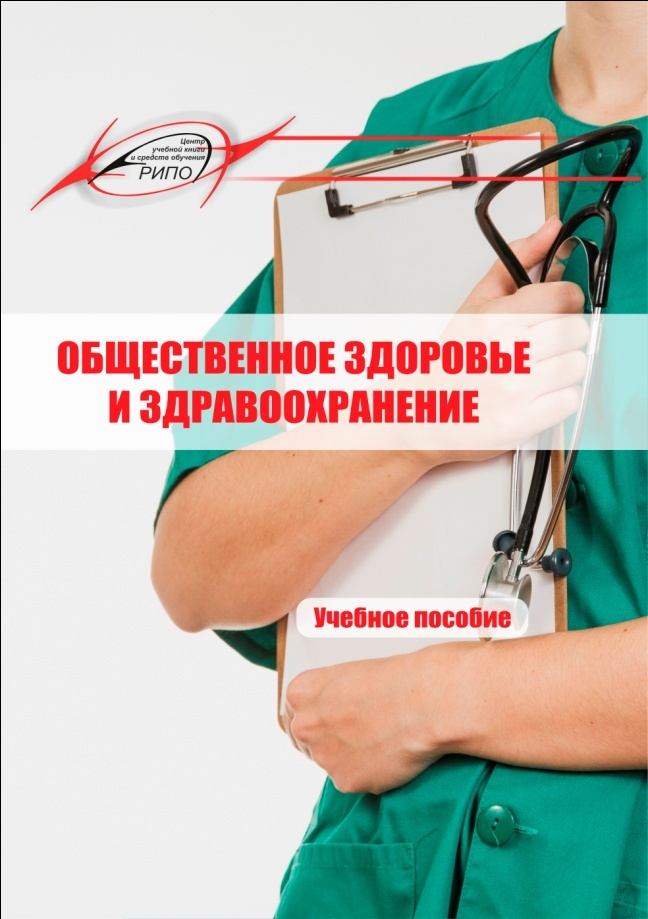 Центр
учебной книги
и средств обучения
РИПО
ОБЩЕСТВЕННОЕ ЗДОРОВЬЕ
И ЗДРАВООХРАНЕНИЕ
Учебное пособие